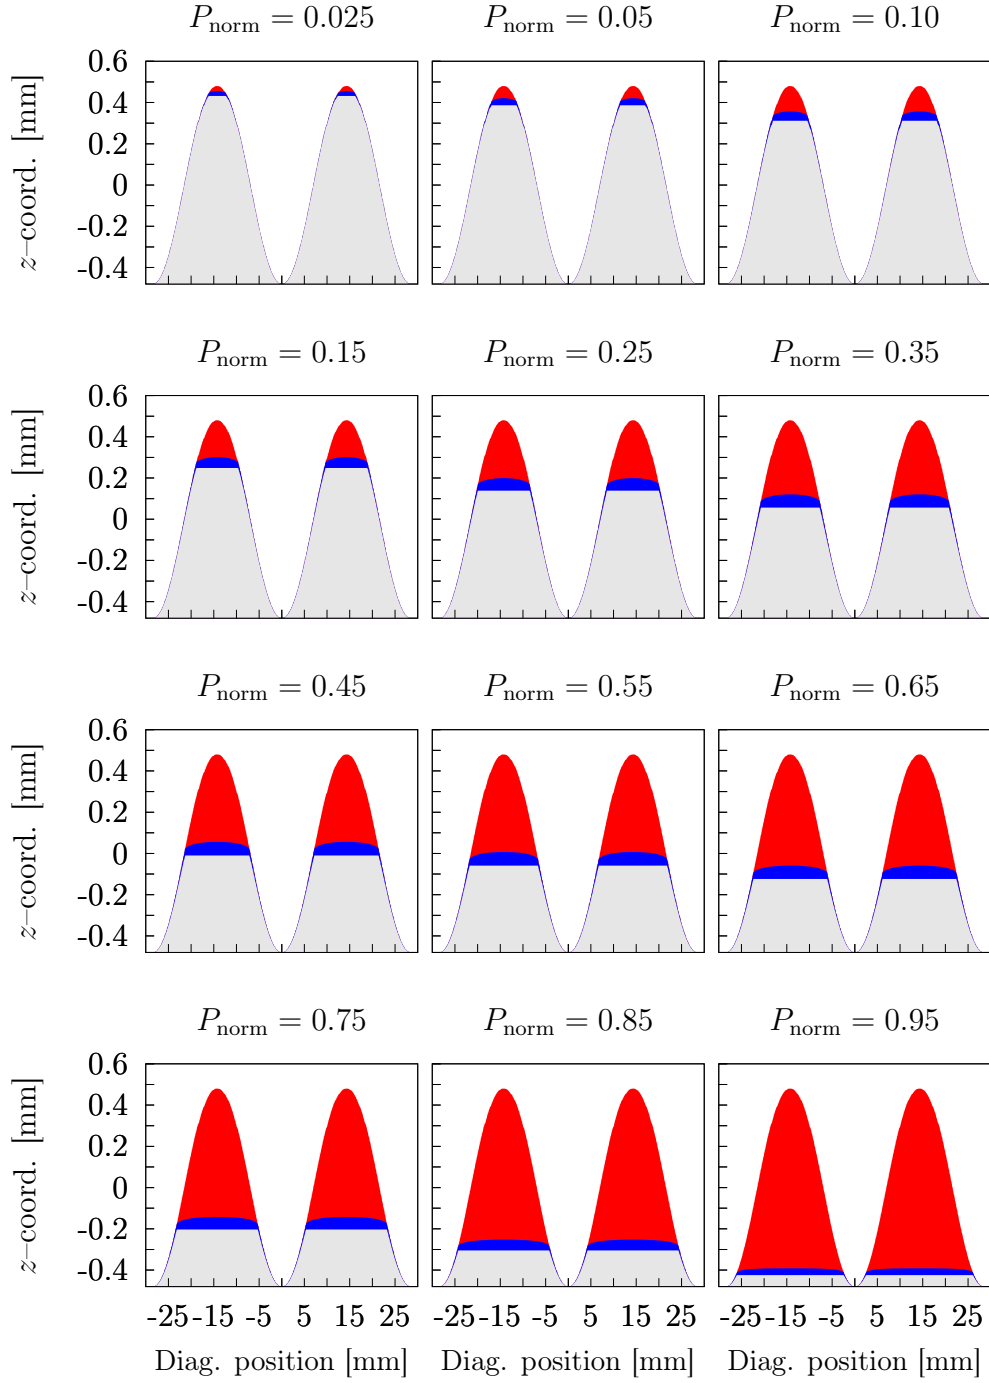 P_norm = 0.025 P_norm = 0.05 P_norm = 0.10
z–coord. [mm]
0.6
0.4
0.2
0
-0.2
-0.4
P_norm = 0.15 P_norm = 0.25 P_norm = 0.35
z–coord. [mm]
0.6
0.4
0.2
0
-0.2
-0.4
P_norm = 0.45 P_norm = 0.55 P_norm = 0.65
z–coord. [mm]
0.6
0.4
0.2
0
-0.2
-0.4
P_norm = 0.75 P_norm = 0.85 P_norm = 0.95
z–coord. [mm]
0.6
0.4
0.2
0
-0.2
-0.4
-25 -15 -5 5 15 25 -25 -15 -5 5 15 25 -25 -15 -5 5 15 25
Diag. position [mm] Diag. position [mm] Diag. position [mm]